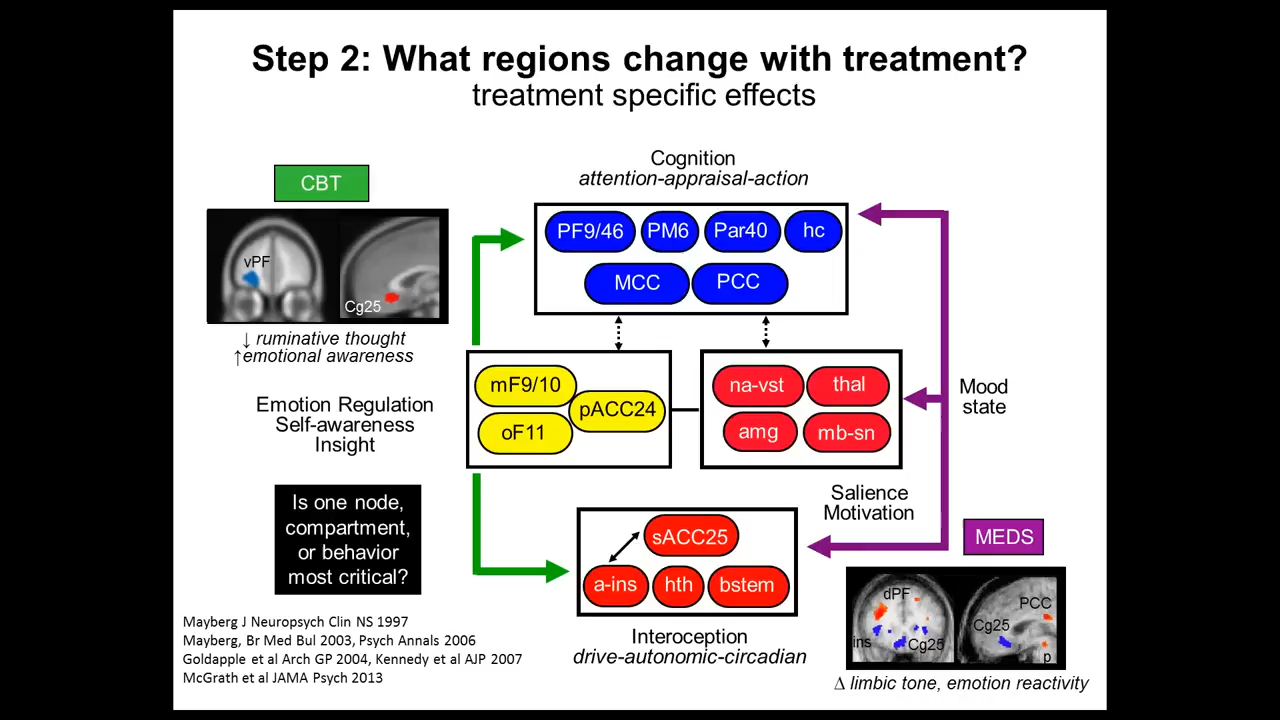 Step 2: What regions change with treatment?
treatment specific effects
CBT
vPF
Cg25
↓ ruminative thought
↑emotional awareness
Emotion Regulation
Self-awareness
Insight
Is one node,
compartment,
or behavior
most critical?
Cognition
attention-appraisal-action
PF9/46 PM6 Par40 hc
MCC PCC
mF9/10
pACC24
oF11
na-vst thal
amg mb-sn
Mood
state
Salience
Motivation
sACC25
a-ins hth bstem
Interoception
drive-autonomic-circadian
MEDS
dPF
ins
Cg25
PCC
Cg25
p
Δ limbic tone, emotion reactivity
Mayberg J Neuropsych Clin NS 1997
Mayberg, Br Med Bul 2003, Psych Annals 2006
Goldapple et al Arch GP 2004, Kennedy et al AJP 2007
McGrath et al JAMA Psych 2013